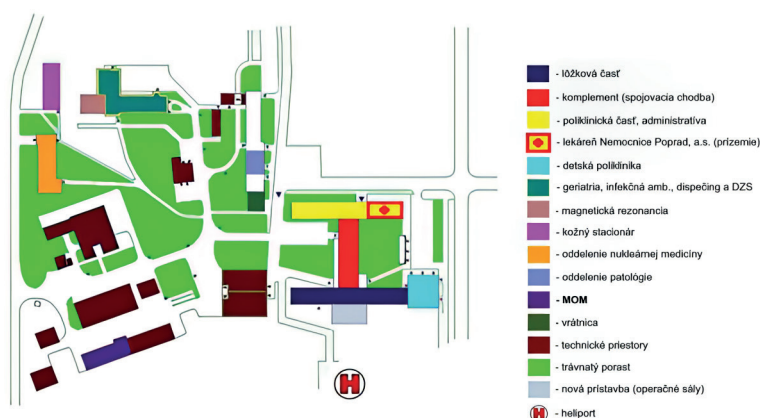 - lôžková časť
- komplement (spojovacia chodba)
- poliklinická časť, administratíva
- lekáreň Nemocnice Poprad, a.s. (prízemie)
- detská poliklinika
- geriatria, infekčná amb., dispečing a DZS
- magnetická rezonancia
- kožný stacionár
- oddelenie nukleárnej medicíny
- oddelenie patológie
- MOM
- vrátnica
- technické priestory
- trávnatý porast
- nová prístavba (operačné sály)
H
H - heliport